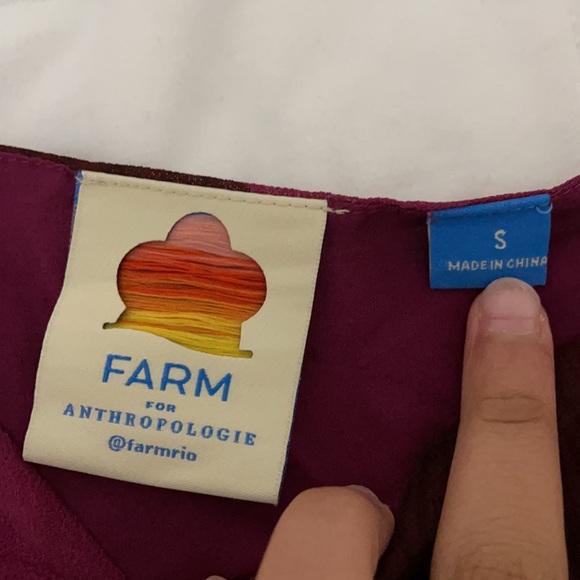 FARM
FOR
ANTHROPOLOGIE
@farmrio
S
MADE IN CHINA